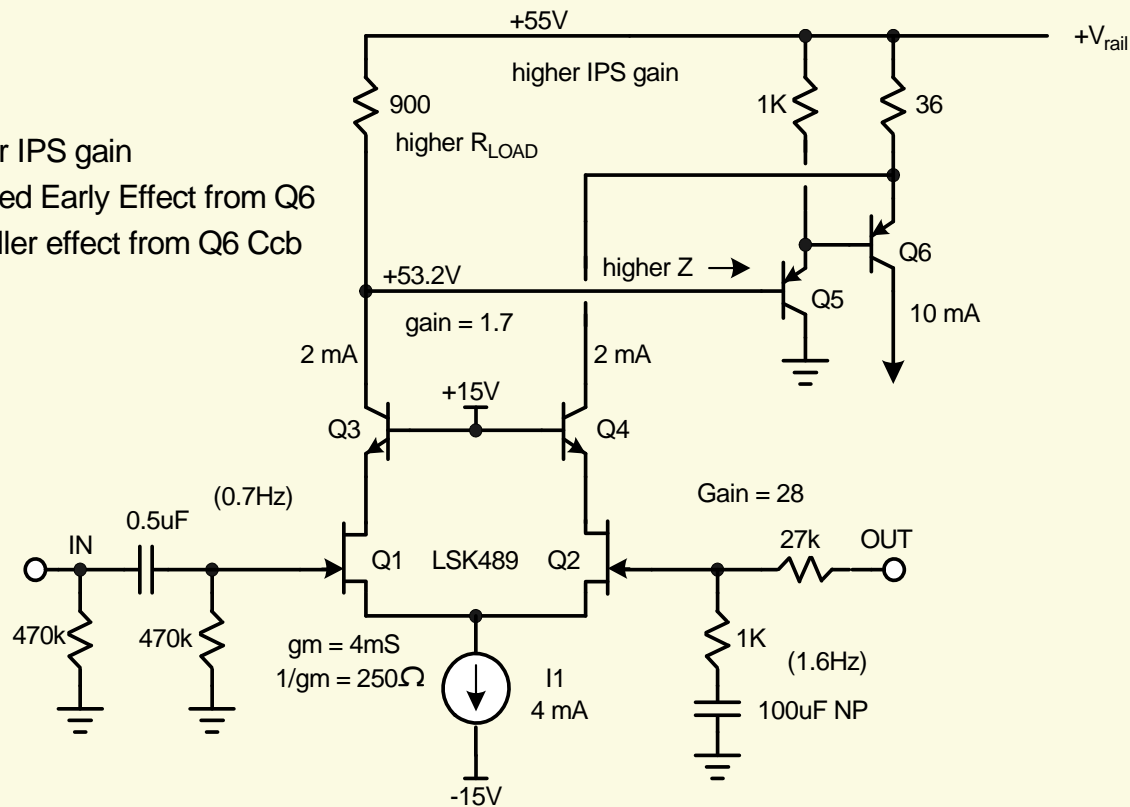 +55V
+Vrail
higher IPS gain
900
1K
36
higher RLOAD
r IPS gain
ed Early Effect from Q6
ller effect from Q6 Ccb
Q6
higher Z
+53.2V
Q5
gain = 1.7
10 mA
2 mA
2 mA
+15V
Q3
Q4
(0.7Hz)
Gain = 28
0.5uF
27k
OUT
IN
Q1
LSK489
Q2
470k
470k
gm = 4mS
1/gm = 250Ω
I1
4 mA
1K
(1.6Hz)
100uF NP
-15V